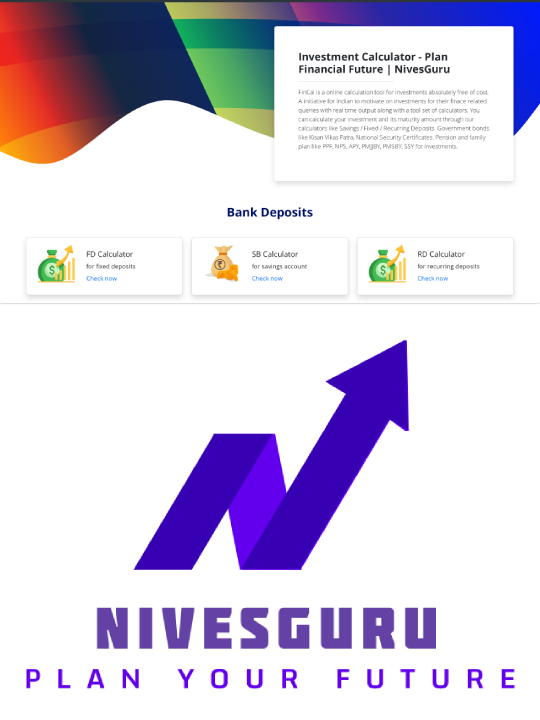 Investment Calculator - Plan
Financial Future | NivesGuru
FinCal is a online calculation tool for investments absolutely free of cost.
A initiative for Indian to motivate on investments for their finace related
queries with real time output along with a tool set of calculators. You
can calculate your investment and its maturity amount through our
calculators like Savings / Fixed / Recurring Deposits. Government bonds
like Kisan Vikas Patra, National Security Certificates, Pension and family
plan like PPF, NPS, APY, PMJJBY, PMSBY, SSY for Investments.
Bank Deposits
FD Calculator
for fixed deposits
Check now
SB Calculator
for savings account
Check now
RD Calculator
for recurring deposits
Check now
NIVESGURU
PLAN YOUR FUTURE